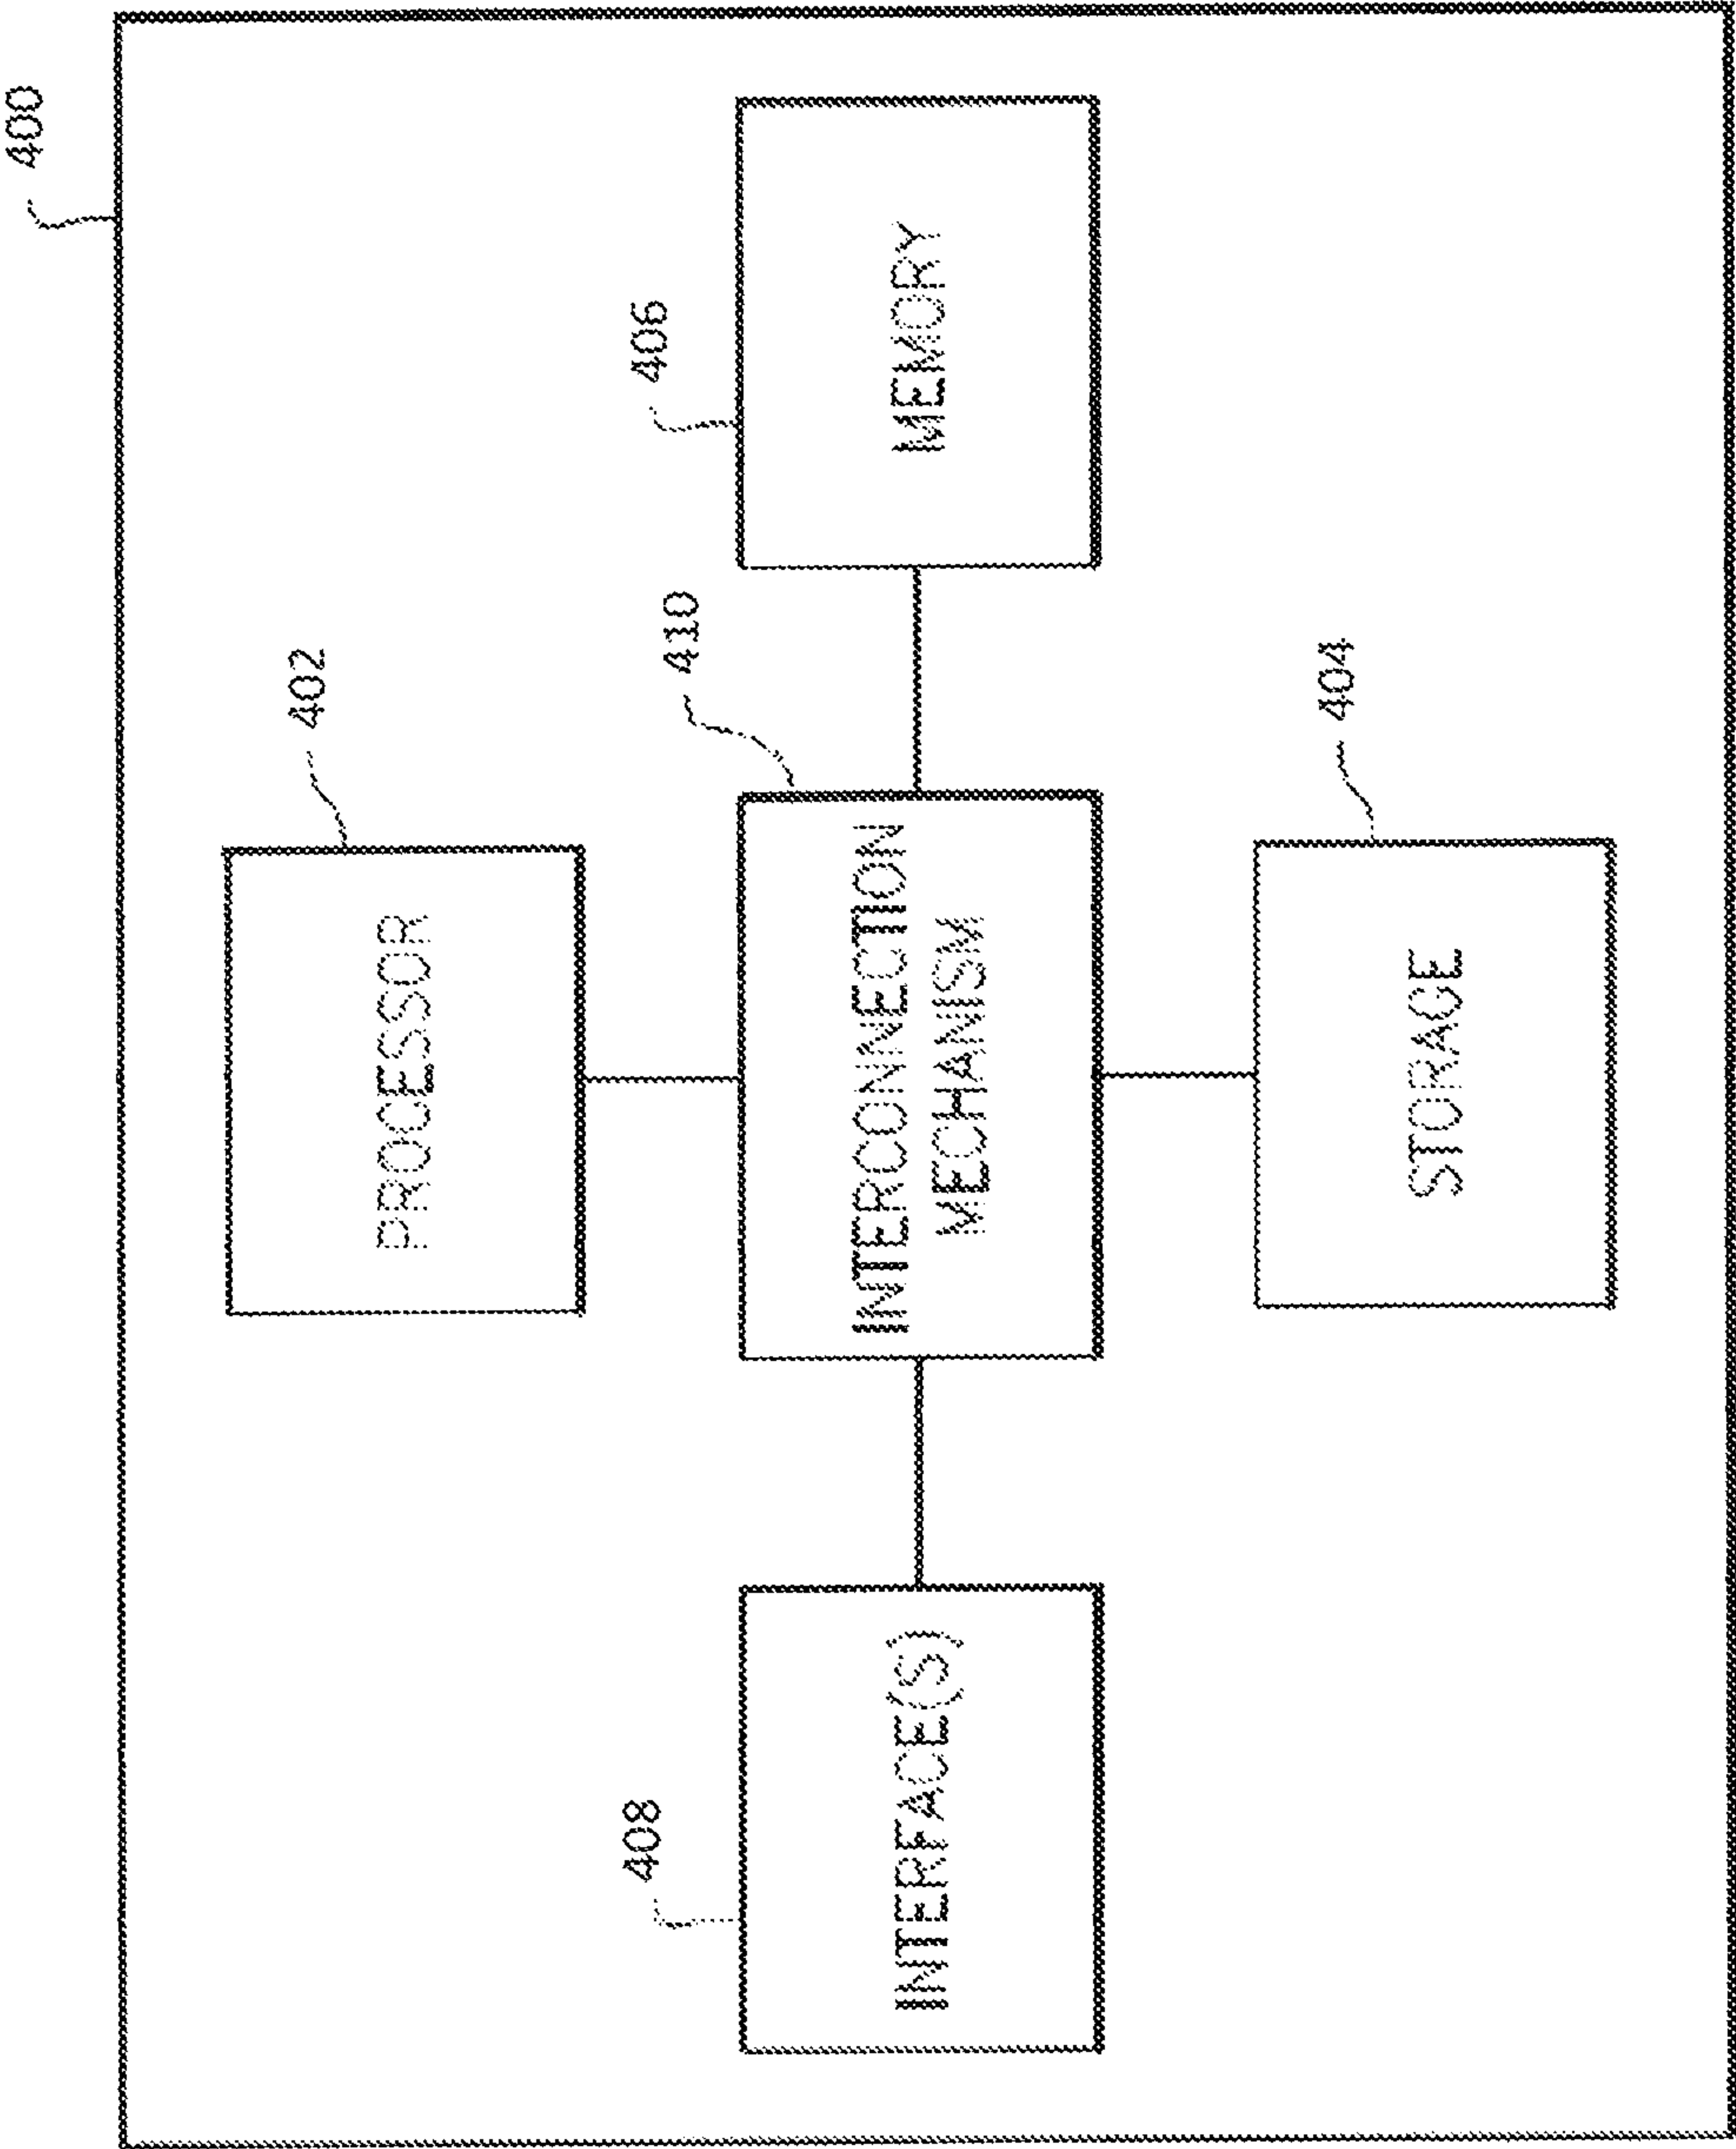 400
PROCESSOR
402
INTERFACE(S)
408
INTERCONNECTION
MECHANISM
410
MEMORY
406
STORAGE
404